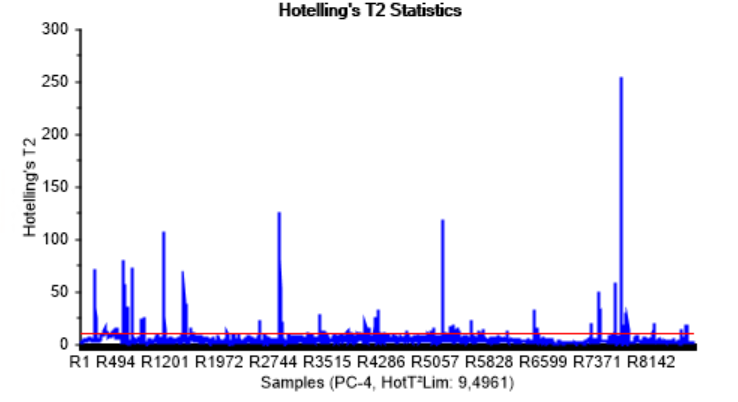 Hotelling's T2 Statistics
300
250
200
150
100
50
0
Hotelling's T2
R1 R494 R1201 R1972 R2744 R3515 R4286 R5057 R5828 R6599 R7371 R8142
Samples (PC-4, HotT²Lim: 9,4961)